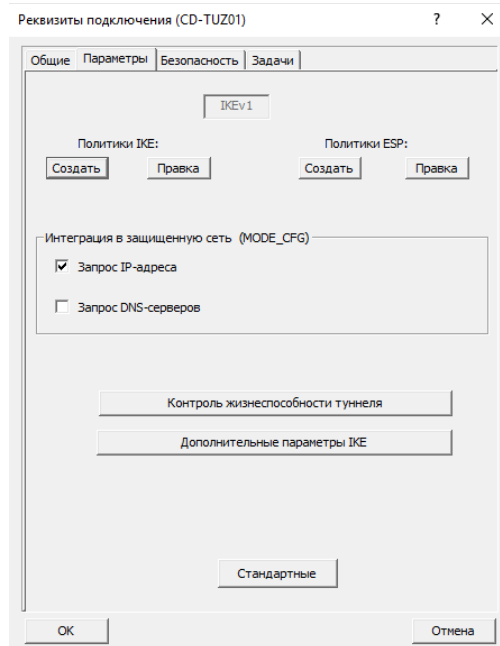 Реквизиты подключения (CD-TUZ01) ? ×
Общие Параметры Безопасность Задачи
IKEv1
Политики IKE: Политики ESP:
Создать Правка Создать Правка
Интеграция в защищенную сеть (MODE_CFG)
Запрос IP-адреса
Запрос DNS-серверов
Контроль жизнеспособности туннеля
Дополнительные параметры IKE
Стандартные
OK Отмена